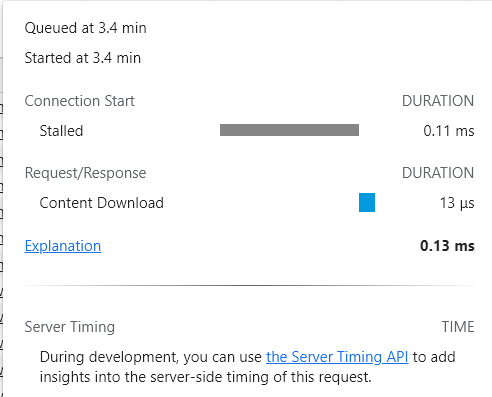 Queued at 3.4 min
Started at 3.4 min
Connection Start DURATION
Stalled 0.11 ms
Request/Response DURATION
Content Download 13 μs
Explanation 0.13 ms
Server Timing TIME
During development, you can use the Server Timing API to add
insights into the server-side timing of this request.